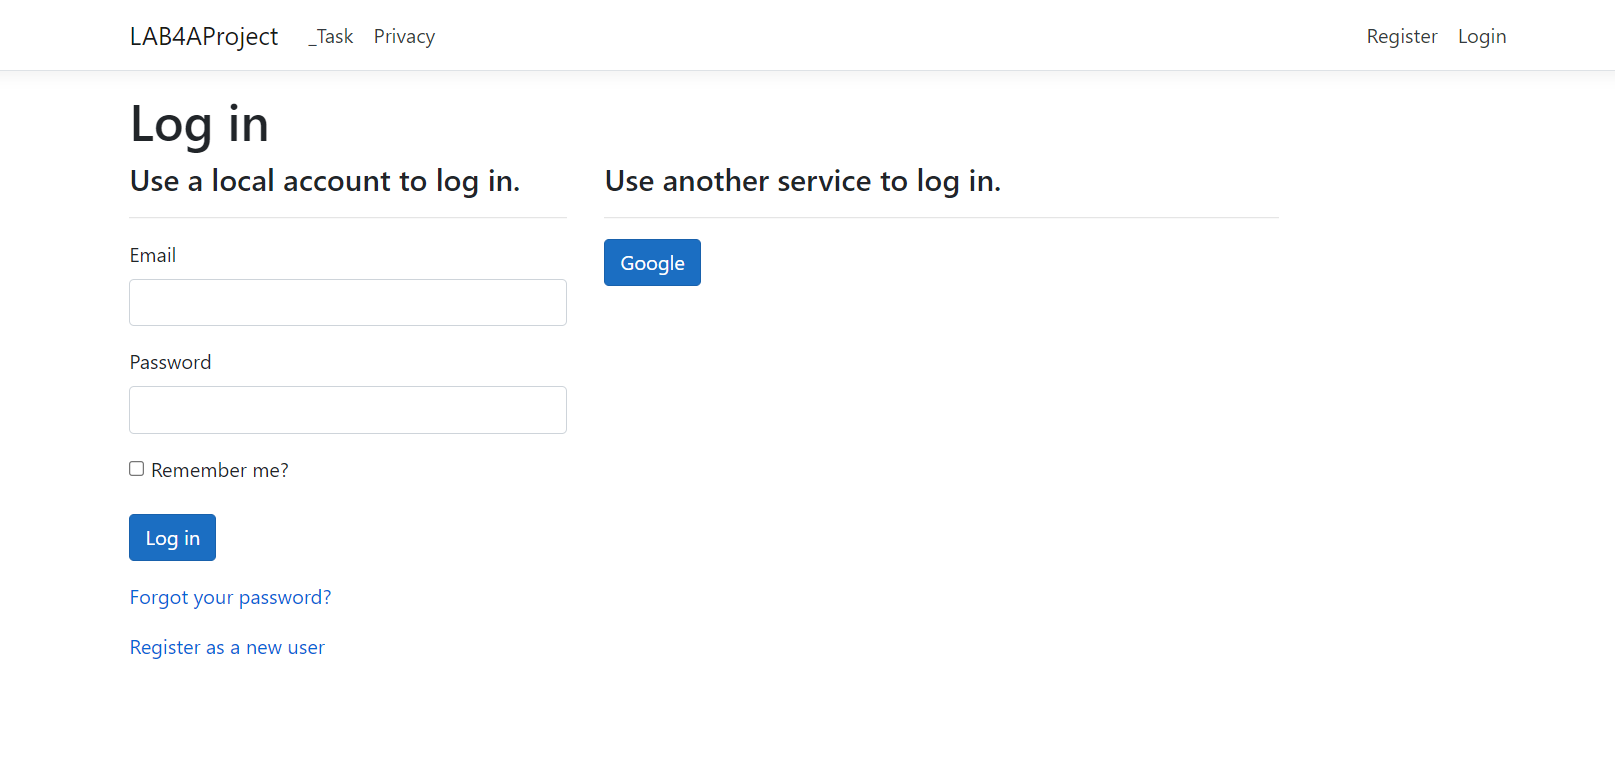 LAB4AProject _Task Privacy Register Login
Log in
Use a local account to log in.
Email
Password
Remember me?
Log in
Forgot your password?
Register as a new user
Use another service to log in.
Google